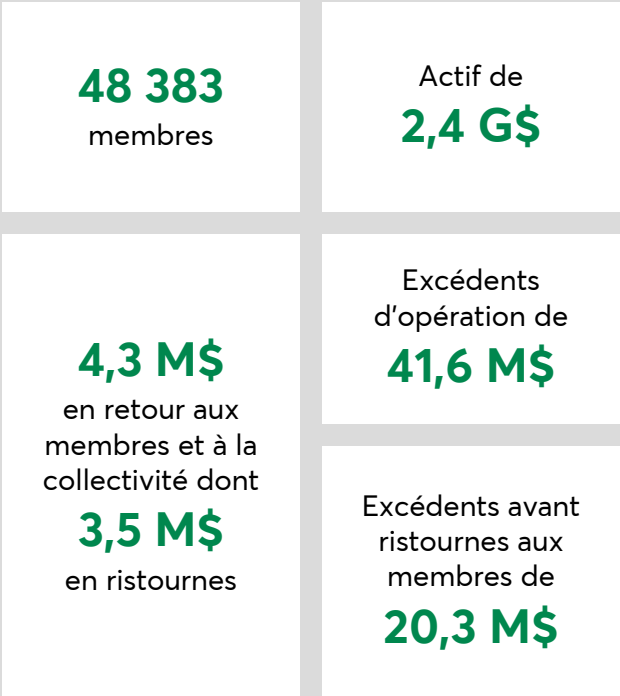 48 383
membres
Actif de
2,4 G$
4,3 M$
en retour aux
membres et à la
collectivité dont
3,5 M$
en ristournes
Excédents
d'opération de
41,6 M$
Excédents avant
ristournes aux
membres de
20,3 M$